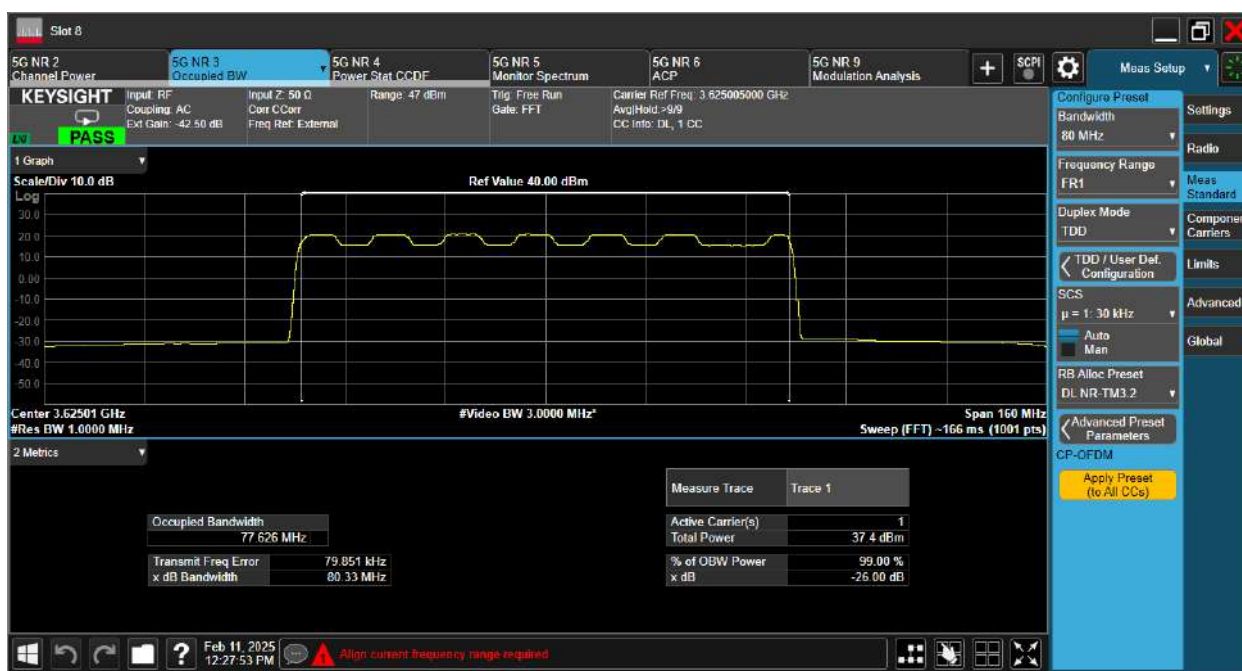 Slot 8
5G NR 2
Channel Power
5G NR 3
Occupied BW
5G NR 4
Power Stat CCDF
5G NR 5
Monitor Spectrum
5G NR 6
ACP
5G NR 9
Modulation Analysis
+
SCPI
Meas Setup
KEYSIGHT
PASS
Input: RF
Coupling: AC
Ext Gain: -42.50 dB
Input Z: 50 Ω
Corr CCorr
Freq Ref: External
Range: 47 dBm
Trig: Free Run
Gate: FFT
Carrier Ref Freq: 3.625005000 GHz
Avg|Hold:>9/9
CC Info: DL, 1 CC
1 Graph
Scale/Div 10.0 dB
Ref Value 40.00 dBm
Log
30.0
20.0
10.0
0.00
-10.0
-20.0
-30.0
-40.0
-50.0
Center 3.62501 GHz
#Video BW 3.0000 MHz*
Span 160 MHz
#Res BW 1.0000 MHz
Sweep (FFT) ~166 ms (1001 pts)
2 Metrics
Measure Trace Trace 1
Occupied Bandwidth
77.626 MHz
Active Carrier(s) 1
Total Power 37.4 dBm
Transmit Freq Error 79.851 kHz
x dB Bandwidth 80.33 MHz
% of OBW Power 99.00 %
x dB -26.00 dB
Configure Preset
Bandwidth
80 MHz
Frequency Range
FR1
Duplex Mode
TDD
TDD / User Def.
Configuration
SCS
µ = 1: 30 kHz
Auto
Man
RB Alloc Preset
DL NR-TM3.2
Advanced Preset
Parameters
CP-OFDM
Apply Preset
(to All CCs)
Settings
Radio
Meas
Standard
Componen
Carriers
Limits
Advanced
Global
?
Feb 11, 2025
12:27:53 PM
Align current frequency range required